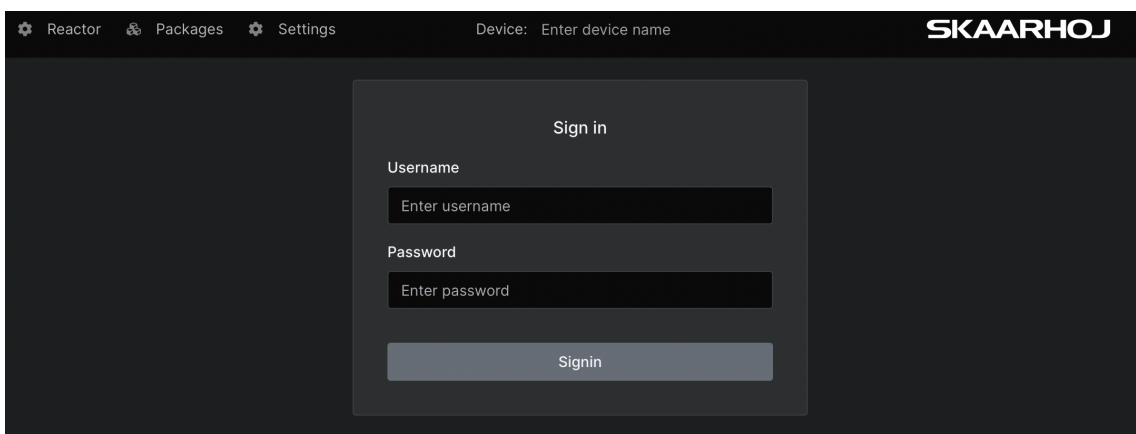 Reactor Packages Settings Device: Enter device name SKAARHOJ
Sign in
Username
Enter username
Password
Enter password
Signin